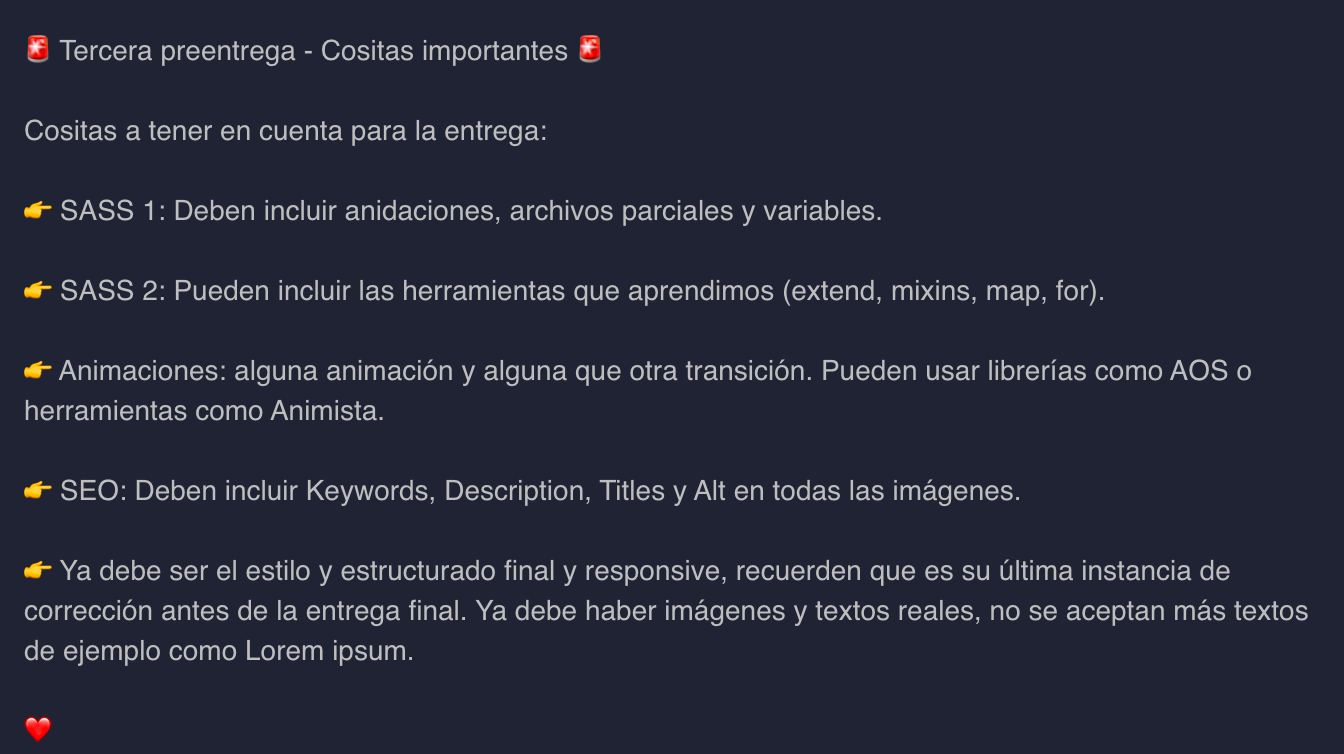 🚨 Tercera preentrega - Cositas importantes 🚨
Cositas a tener en cuenta para la entrega:
👉 SASS 1: Deben incluir anidaciones, archivos parciales y variables.
👉 SASS 2: Pueden incluir las herramientas que aprendimos (extend, mixins, map, for).
👉 Animaciones: alguna animación y alguna que otra transición. Pueden usar librerías como AOS o
herramientas como Animista.
👉 SEO: Deben incluir Keywords, Description, Titles y Alt en todas las imágenes.
👉 Ya debe ser el estilo y estructurado final y responsive, recuerden que es su última instancia de
corrección antes de la entrega final. Ya debe haber imágenes y textos reales, no se aceptan más textos
de ejemplo como Lorem ipsum.
❤️